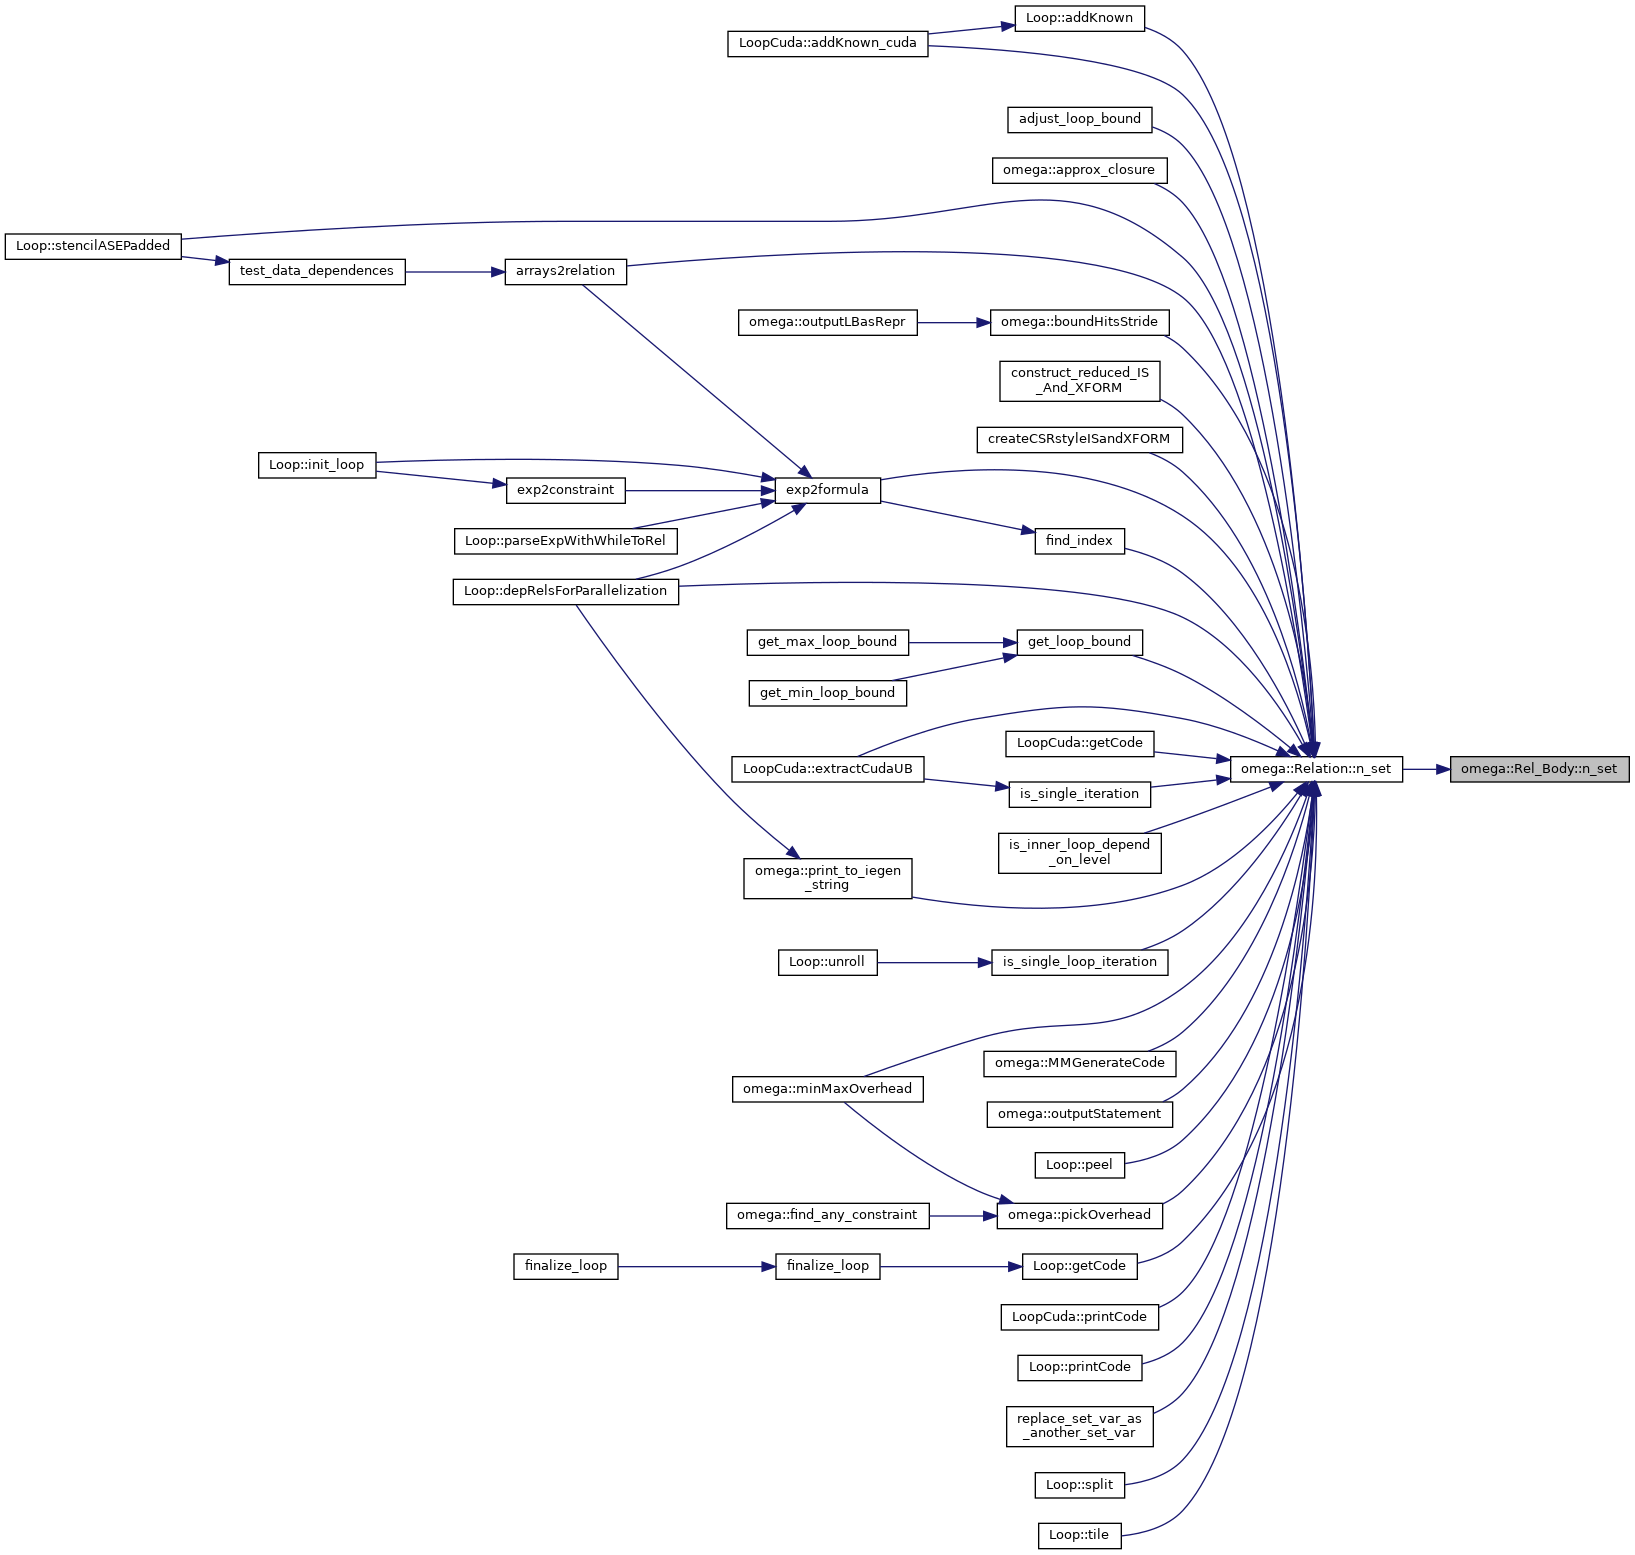 Loop::addKnown
LoopCuda::addKnown_cuda
adjust_loop_bound
omega::approx_closure
Loop::stencilASEPadded
test_data_dependences
arrays2relation
omega::outputLBasRepr
omega::boundHitsStride
construct_reduced_IS
_And_XFORM
createCSRstyleISandXFORM
Loop::init_loop
exp2constraint
exp2formula
Loop::parseExpWithWhileToRel
find_index
Loop::depRelsForParallelization
get_max_loop_bound
get_loop_bound
get_min_loop_bound
LoopCuda::getCode
LoopCuda::extractCudaUB
omega::Relation::n_set
omega::Rel_Body::n_set
is_single_iteration
is_inner_loop_depend
_on_level
omega::print_to_iegen
_string
Loop::unroll
is_single_loop_iteration
omega::MMGenerateCode
omega::minMaxOverhead
omega::outputStatement
Loop::peel
omega::find_any_constraint
omega::pickOverhead
finalize_loop
finalize_loop
Loop::getCode
LoopCuda::printCode
Loop::printCode
replace_set_var_as
_another_set_var
Loop::split
Loop::tile